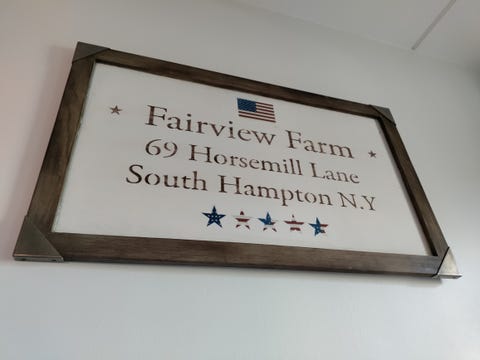 Fairview Farm
69 Horsemill Lane
South Hampton N.Y